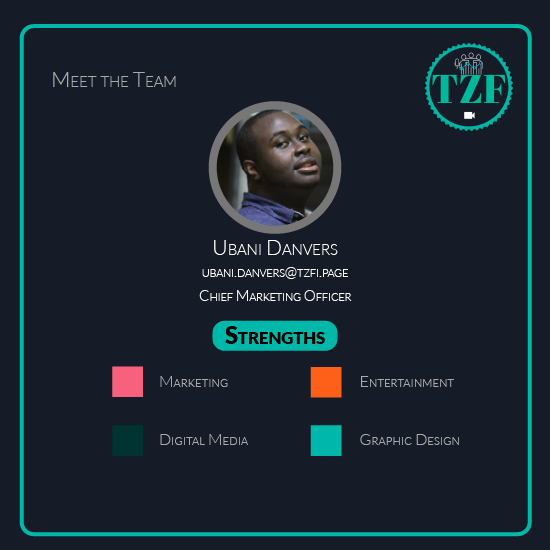 Meet the Team
TZF
Ubani Danvers
ubani.danvers@tzfi.page
Chief Marketing Officer
Strengths
Marketing
Entertainment
Digital Media
Graphic Design